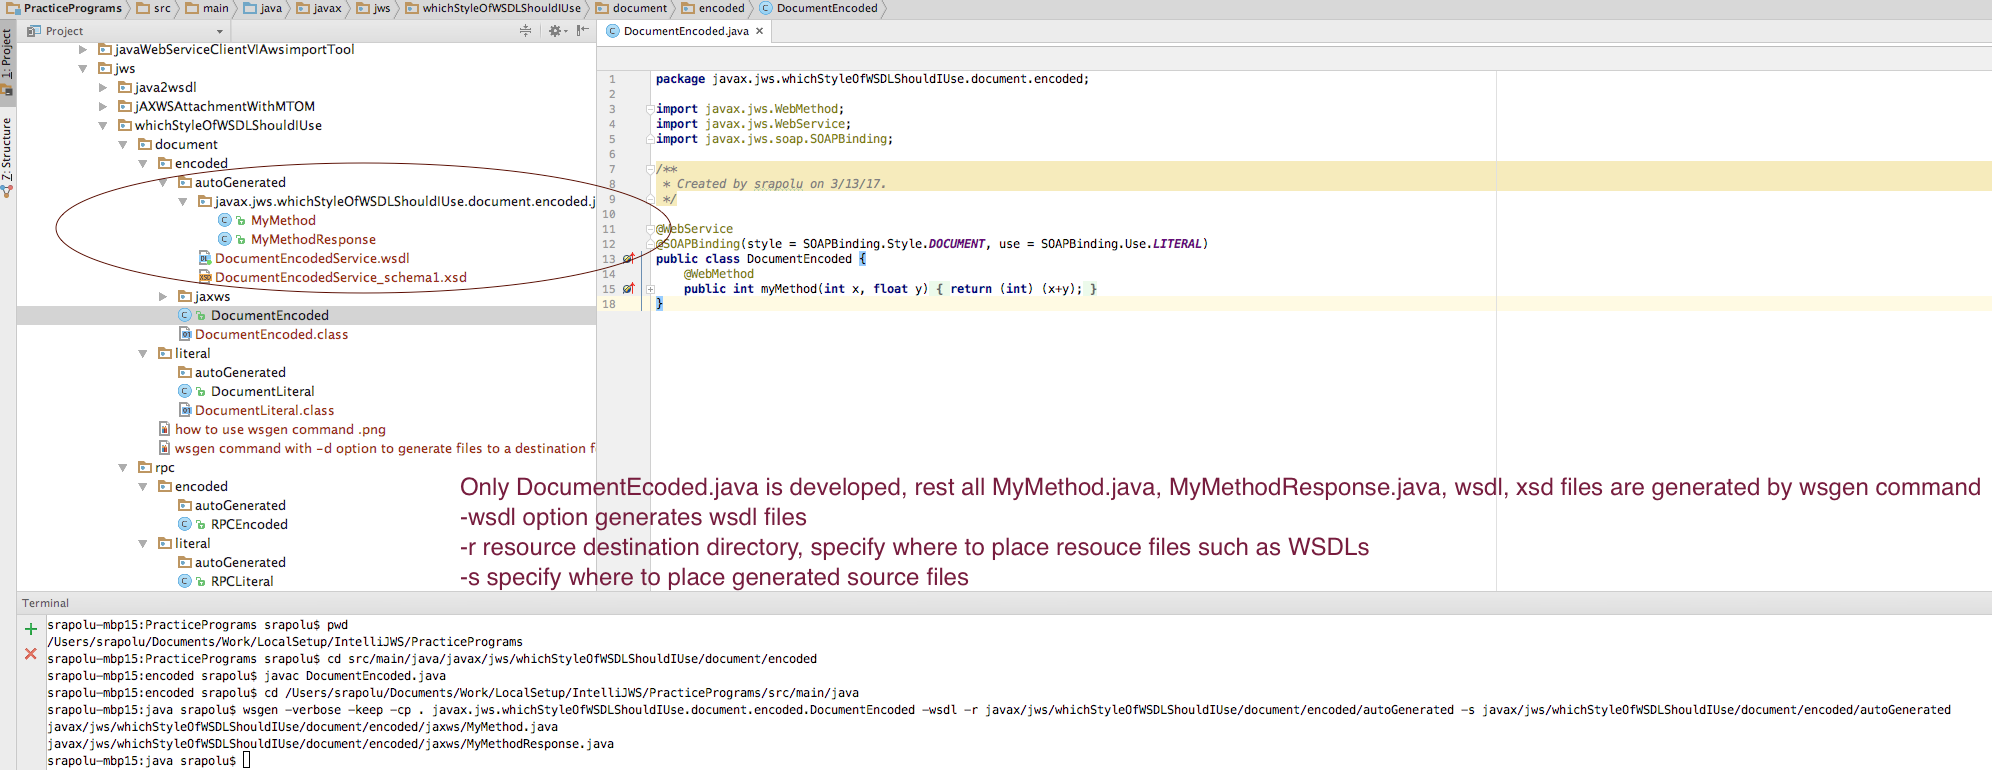 PracticePrograms src main java javax jws whichStyleOfWSDLShouldIUse document encoded DocumentEncoded
1: Project
7: Structure
Project
javaWebServiceClientVIAwsimportTool
jws
java2wsdl
jAXWSAttachmentWithMTOM
whichStyleOfWSDLShouldIUse
document
encoded
autoGenerated
javax.jws.whichStyleOfWSDLShouldIUse.document.encoded.j
MyMethod
MyMethodResponse
DocumentEncodedService.wsdl
DocumentEncodedService_schema1.xsd
jaxws
DocumentEncoded
DocumentEncoded.class
literal
autoGenerated
DocumentLiteral
DocumentLiteral.class
how to use wsgen command .png
wsgen command with -d option to generate files to a destination f
rpc
encoded
autoGenerated
RPCEncoded
literal
autoGenerated
RPCLiteral
DocumentEncoded.java
1 package javax.jws.whichStyleOfWSDLShouldIUse.document.encoded;
2
3 import javax.jws.WebMethod;
4 import javax.jws.WebService;
5 import javax.jws.soap.SOAPBinding;
6
7 /**
8 * Created by srapolu on 3/13/17.
9 */
10
11 @WebService
12 @SOAPBinding(style = SOAPBinding.Style.DOCUMENT, use = SOAPBinding.Use.LITERAL)
13 public class DocumentEncoded {
14 @WebMethod
15 public int myMethod(int x, float y) { return (int) (x+y); }
18 }
Only DocumentEcoded.java is developed, rest all MyMethod.java, MyMethodResponse.java, wsdl, xsd files are generated by wsgen command
-wsdl option generates wsdl files
-r resource destination directory, specify where to place resouce files such as WSDLs
-s specify where to place generated source files
Terminal
srapolu-mbp15:PracticePrograms srapolu$ pwd
/Users/srapolu/Documents/Work/LocalSetup/IntelliJWS/PracticePrograms
srapolu-mbp15:PracticePrograms srapolu$ cd src/main/java/javax/jws/whichStyleOfWSDLShouldIUse/document/encoded
srapolu-mbp15:encoded srapolu$ javac DocumentEncoded.java
srapolu-mbp15:encoded srapolu$ cd /Users/srapolu/Documents/Work/LocalSetup/IntelliJWS/PracticePrograms/src/main/java
srapolu-mbp15:java srapolu$ wsgen -verbose -keep -cp . javax.jws.whichStyleOfWSDLShouldIUse.document.encoded.DocumentEncoded -wsdl -r javax/jws/whichStyleOfWSDLShouldIUse/document/encoded/autoGenerated -s javax/jws/whichStyleOfWSDLShouldIUse/document/encoded/autoGenerated
javax/jws/whichStyleOfWSDLShouldIUse/document/encoded/jaxws/MyMethod.java
javax/jws/whichStyleOfWSDLShouldIUse/document/encoded/jaxws/MyMethodResponse.java
srapolu-mbp15:java srapolu$